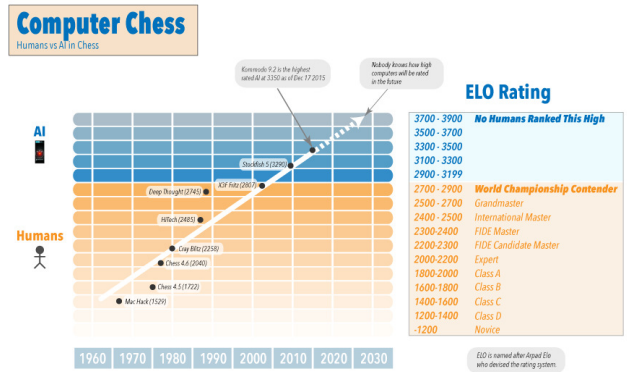 Computer Chess
Humans vs AI in Chess
Kommodo 9.2 is the highest
rated AI at 3350 as of Dec 17 2015
Nobody knows how high
computers will be rated
in the future
ELO Rating
AI
Humans
Stockfish 5 (3290)
X3F Fritz (2807)
Deep Thought (2745)
HiTech (2485)
Cray Blitz (2258)
Chess 4.6 (2040)
Chess 4.5 (1722)
Mac Hack (1529)
3700 - 3900 No Humans Ranked This High
3500 - 3700
3300 - 3500
3100 - 3300
2900 - 3199
2700 - 2900 World Championship Contender
2500 - 2700 Grandmaster
2400 - 2500 International Master
2300-2400 FIDE Master
2200-2300 FIDE Candidate Master
2000-2200 Expert
1800-2000 Class A
1600-1800 Class B
1400-1600 Class C
1200-1400 Class D
-1200 Novice
1960 1970 1980 1990 2000 2010 2020 2030
ELO is named after Arpad Elo
who devised the rating system.